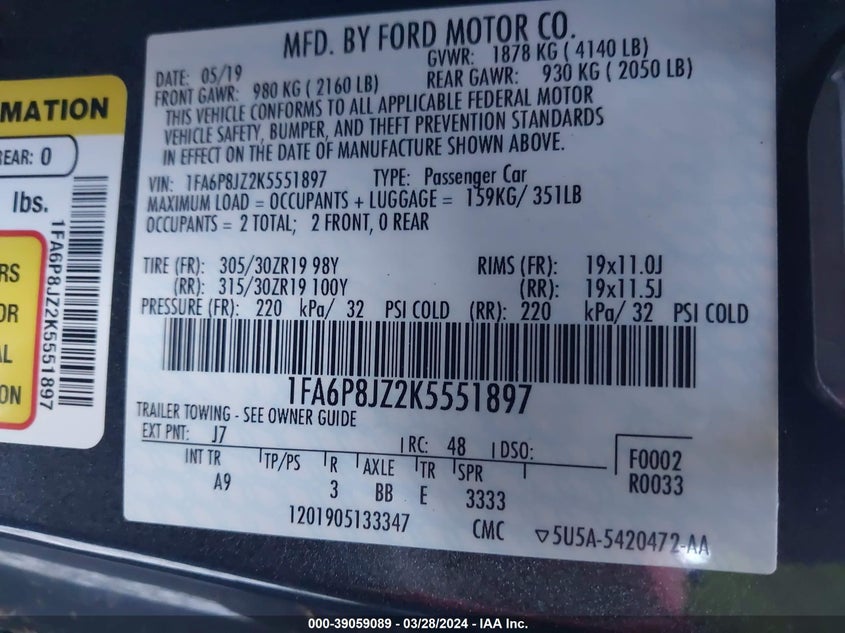 MFD. BY FORD MOTOR CO.
DATE: 05/19 GVWR: 1878 KG ( 4140 LB)
FRONT GAWR: 980 KG ( 2160 LB) REAR GAWR: 930 KG ( 2050 LB)
THIS VEHICLE CONFORMS TO ALL APPLICABLE FEDERAL MOTOR
VEHICLE SAFETY, BUMPER, AND THEFT PREVENTION STANDARDS
IN EFFECT ON THE DATE OF MANUFACTURE SHOWN ABOVE.
VIN: 1FA6P8JZ2K5551897 TYPE: Passenger Car
MAXIMUM LOAD = OCCUPANTS + LUGGAGE = 159KG/ 351LB
OCCUPANTS = 2 TOTAL; 2 FRONT, 0 REAR
TIRE (FR): 305/30ZR19 98Y RIMS (FR): 19x11.0J
(RR): 315/30ZR19 100Y (RR): 19x11.5J
PRESSURE (FR): 220 kPa/ 32 PSI COLD (RR): 220 kPa/ 32 PSI COLD
1FA6P8JZ2K5551897
TRAILER TOWING - SEE OWNER GUIDE
EXT PNT: J7 RC: 48 DSO:
INT TR TP/PS R AXLE TR SPR
A9 3 BB E 3333
F0002
R0033
1201905133347 CMC ▽5U5A-5420472-AA
MATION
REAR: 0
lbs.
1FA6P8JZ2K5551897
RS
OR
AL
ON
000-39059089 - 03/28/2024 - IAA Inc.